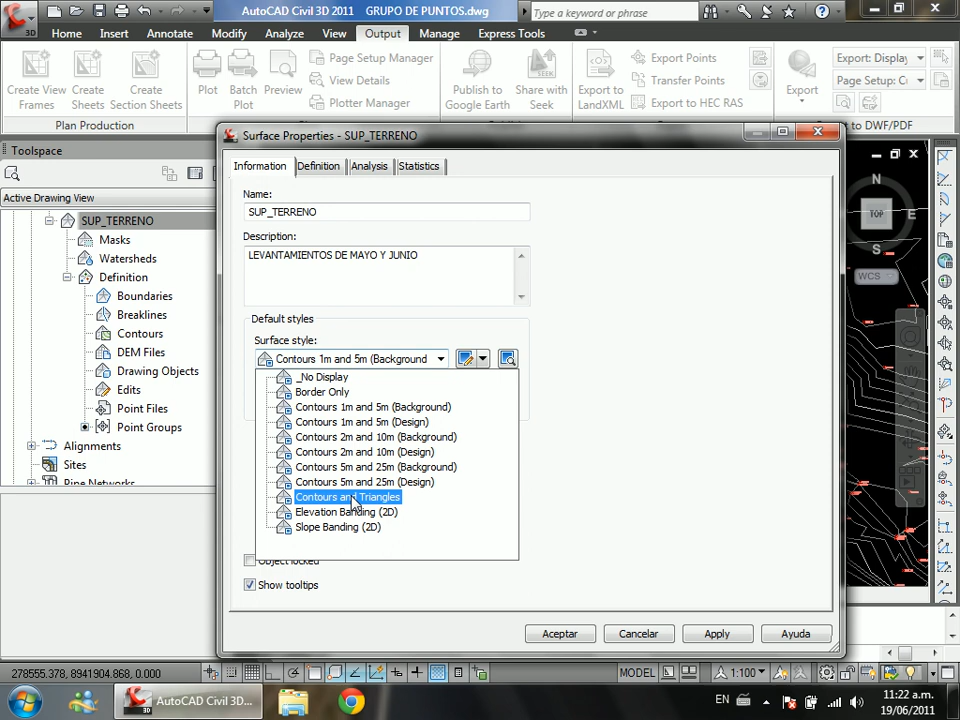 AutoCAD Civil 3D 2011 GRUPO DE PUNTOS.dwg
Type a keyword or phrase
3D
Home Insert Annotate Modify Analyze View Output Manage Express Tools
Create View Frames
Create Sheets
Create Section Sheets
Plot
Batch Plot
Preview
Page Setup Manager
View Details
Plotter Manager
Publish to Google Earth
Share with Seek
Export to LandXML
Export Points
Transfer Points
Export to HEC RAS
Export
Export: Display
Page Setup: C
Plan Production
t to DWF/PDF
Toolspace
Active Drawing View
SUP_TERRENO
Masks
Watersheds
Definition
Boundaries
Breaklines
Contours
DEM Files
Drawing Objects
Edits
Point Files
Point Groups
Alignments
Sites
Pipe Networks
Surface Properties - SUP_TERRENO
Information Definition Analysis Statistics
Name:
SUP_TERRENO
Description:
LEVANTAMIENTOS DE MAYO Y JUNIO
Default styles
Surface style:
Contours 1m and 5m (Background
_No Display
Border Only
Contours 1m and 5m (Background)
Contours 1m and 5m (Design)
Contours 2m and 10m (Background)
Contours 2m and 10m (Design)
Contours 5m and 25m (Background)
Contours 5m and 25m (Design)
Contours and Triangles
Elevation Banding (2D)
Slope Banding (2D)
Object locked
Show tooltips
Aceptar Cancelar Apply Ayuda
N
TOP
E
S
WCS
278555.378, 8941904.868, 0.000
MODEL
1:100
AutoCAD Civil 3D...
EN
11:22 a.m.
19/06/2011